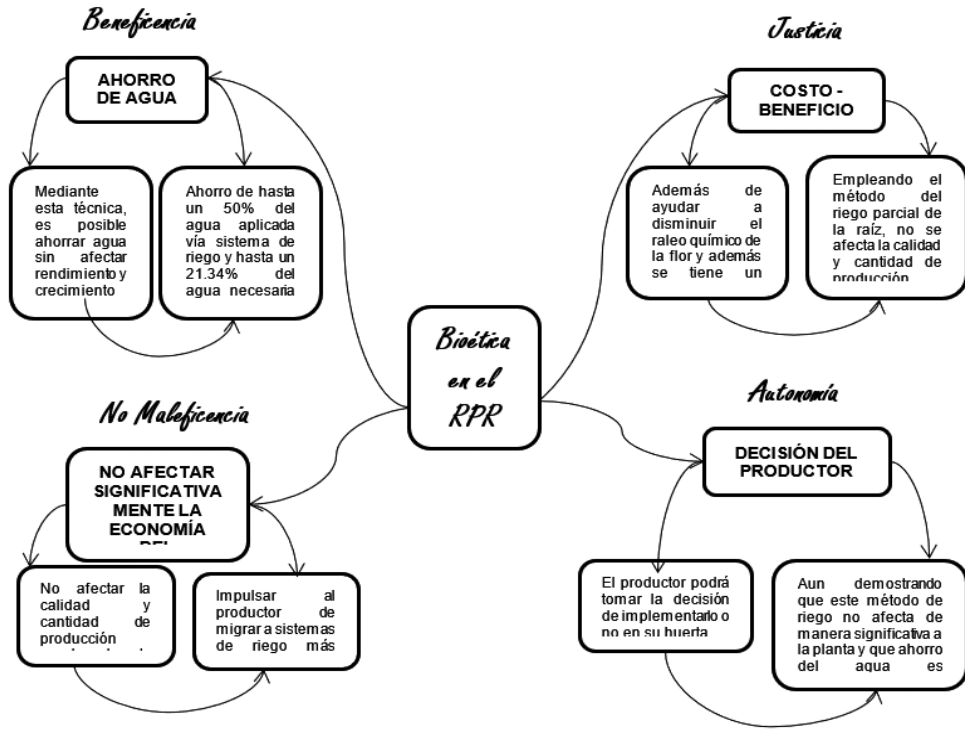 Beneficencia
AHORRO
DE AGUA
Mediante
esta técnica,
es posible
ahorrar agua
sin afectar
rendimiento y
crecimiento
Ahorro de hasta
un 50% del
agua aplicada
vía sistema de
riego y hasta un
21.34% del
agua necesaria
Justicia
COSTO -
BENEFICIO
Además de
ayudar a
disminuir el
raleo químico de
la flor y además
se tiene un
Empleando el
método del
riego parcial de
la raíz, no se
afecta la calidad
y cantidad de
producción
Bioética
en el
RPR
No Maleficencia
NO AFECTAR
SIGNIFICATIVA
MENTE LA
ECONOMÍA
DEL
No afectar la
calidad y
cantidad de
producción
Impulsar al
productor de
migrar a sistemas
de riego más
Autonomía
DECISIÓN DEL
PRODUCTOR
El productor podrá
tomar la decisión
de implementarlo o
no en su huerta
Aun demostrando
que este método de
riego no afecta de
manera significativa a
la planta y que ahorro
del agua es